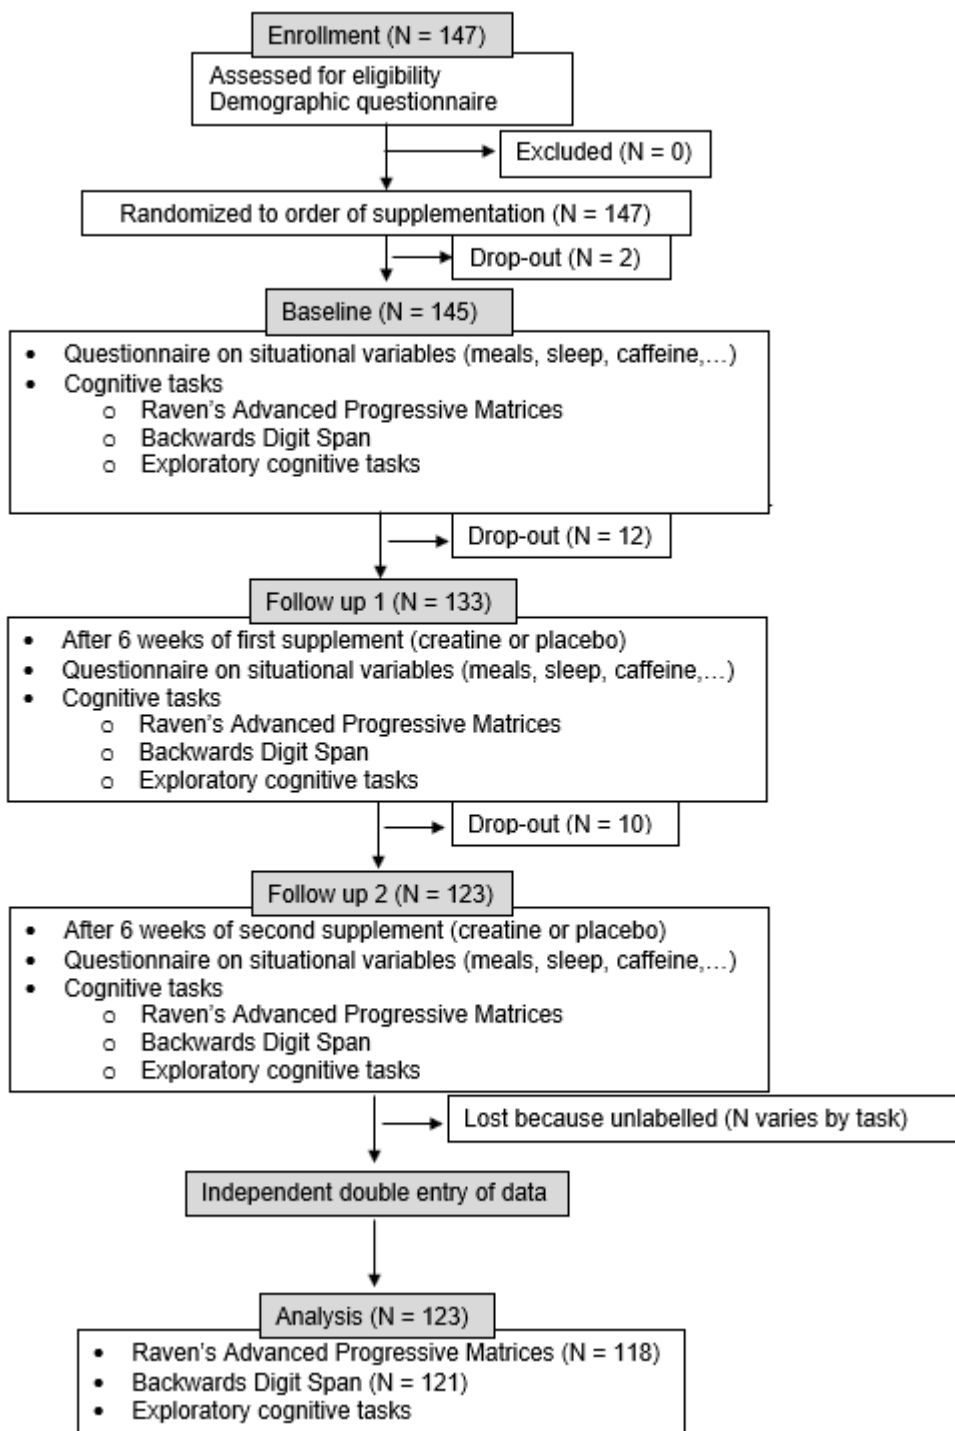 Enrollment (N = 147)
Assessed for eligibility
Demographic questionnaire
Excluded (N = 0)
Randomized to order of supplementation (N = 147)
Drop-out (N = 2)
Baseline (N = 145)
• Questionnaire on situational variables (meals, sleep, caffeine,…)
• Cognitive tasks
o Raven's Advanced Progressive Matrices
o Backwards Digit Span
o Exploratory cognitive tasks
Drop-out (N = 12)
Follow up 1 (N = 133)
• After 6 weeks of first supplement (creatine or placebo)
• Questionnaire on situational variables (meals, sleep, caffeine,…)
• Cognitive tasks
o Raven's Advanced Progressive Matrices
o Backwards Digit Span
o Exploratory cognitive tasks
Drop-out (N = 10)
Follow up 2 (N = 123)
• After 6 weeks of second supplement (creatine or placebo)
• Questionnaire on situational variables (meals, sleep, caffeine,…)
• Cognitive tasks
o Raven's Advanced Progressive Matrices
o Backwards Digit Span
o Exploratory cognitive tasks
Lost because unlabelled (N varies by task)
Independent double entry of data
Analysis (N = 123)
• Raven's Advanced Progressive Matrices (N = 118)
• Backwards Digit Span (N = 121)
• Exploratory cognitive tasks